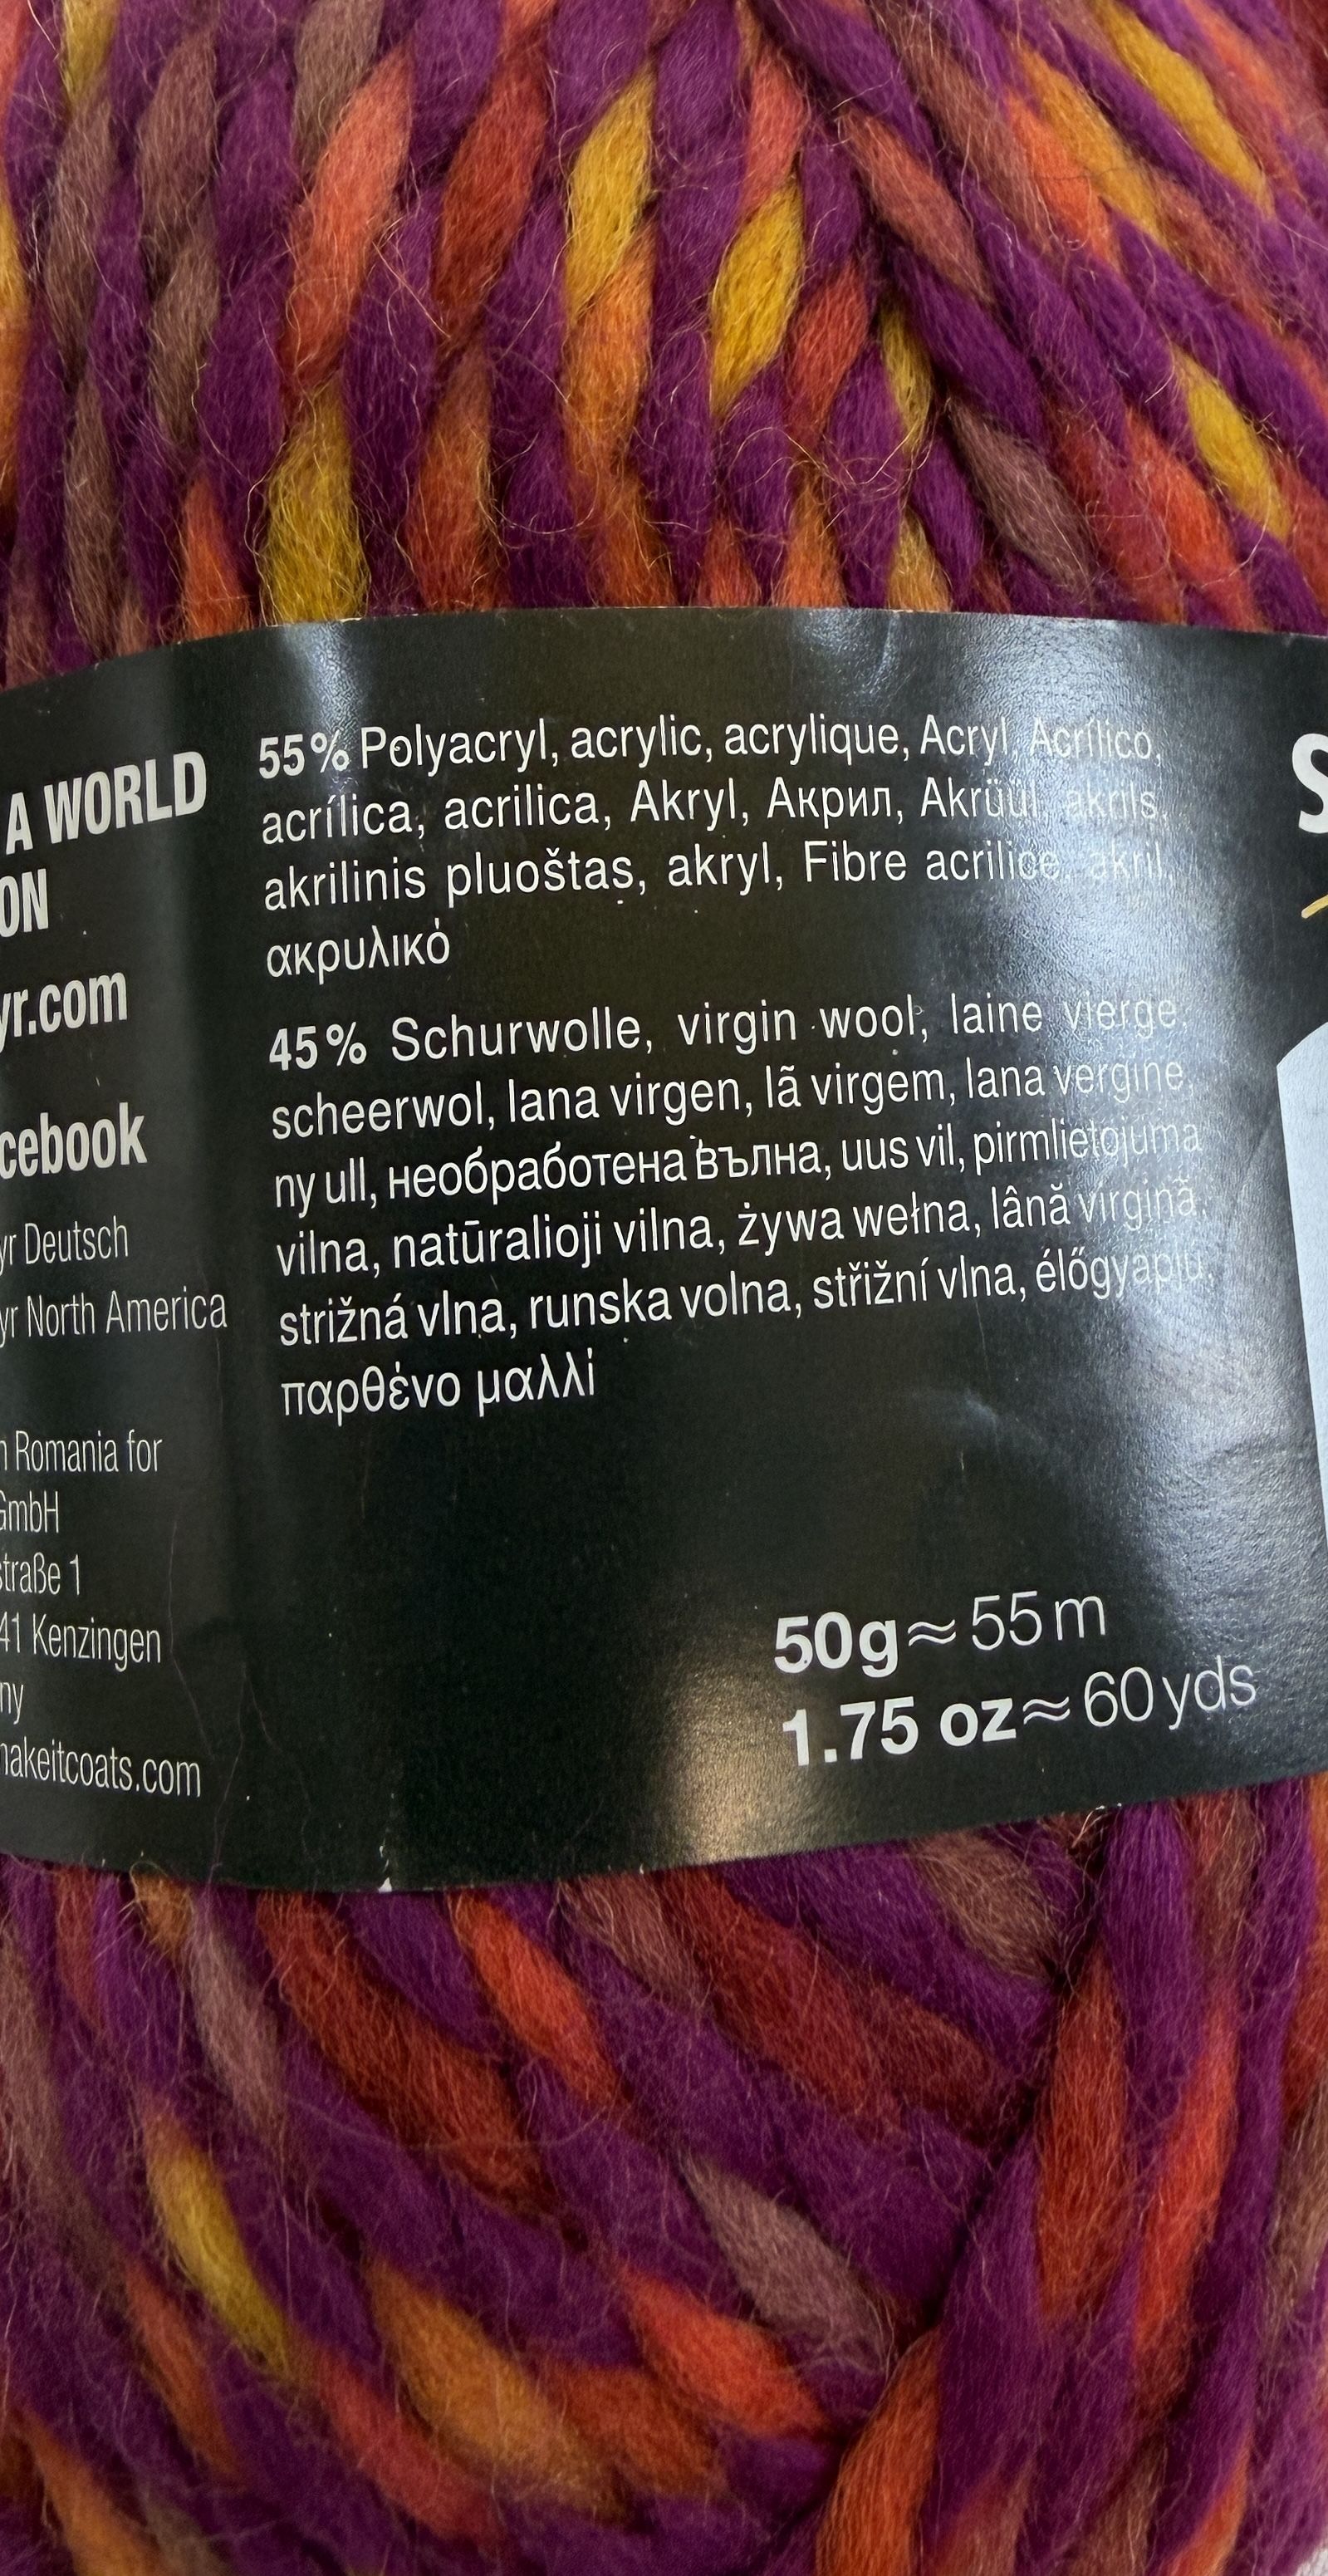 A WORLD
ON
yr.com
cebook
yr Deutsch
yr North America
n Romania for
GmbH
straße 1
41 Kenzingen
ny
makeitcoats.com
55% Polyacryl, acrylic, acrylique, Acryl, Acrílico,
acrílica, acrilica, Akryl, Акрил, Akrüül, akrils,
akrilinis pluoštas, akryl, Fibre acrilice, akril,
ακρυλικό
45% Schurwolle, virgin wool, laine vierge,
scheerwol, lana virgen, lã virgem, lana vergine,
ny ull, необработена вълна, uus vil, pirmlietojuma
vilna, natūralioji vilna, żywa wełna, lână virgină,
strižná vlna, runska volna, střižní vlna, élőgyapju,
παρθένο μαλλί
50g≈55m
1.75 oz≈60yds
S